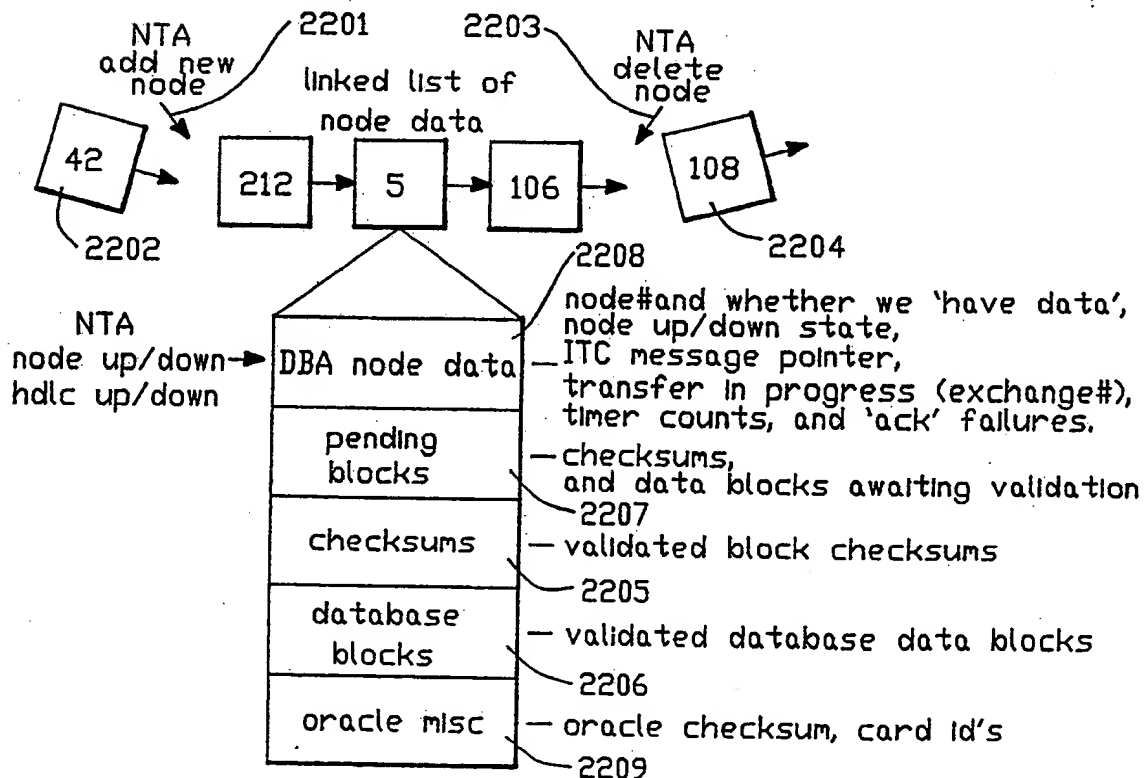 NTA
add new
node
2201
linked list of
node data
2203
NTA
delete
node
42
212
5
106
108
2202
2204
2208
NTA
node up/down
hdlc up/down
DBA node data
node#and whether we 'have data',
node up/down state,
ITC message pointer,
transfer in progress (exchange#),
timer counts, and 'ack' failures.
pending
blocks
checksums,
and data blocks awaiting validation
2207
checksums
validated block checksums
2205
database
blocks
validated database data blocks
2206
oracle misc
oracle checksum, card id's
2209